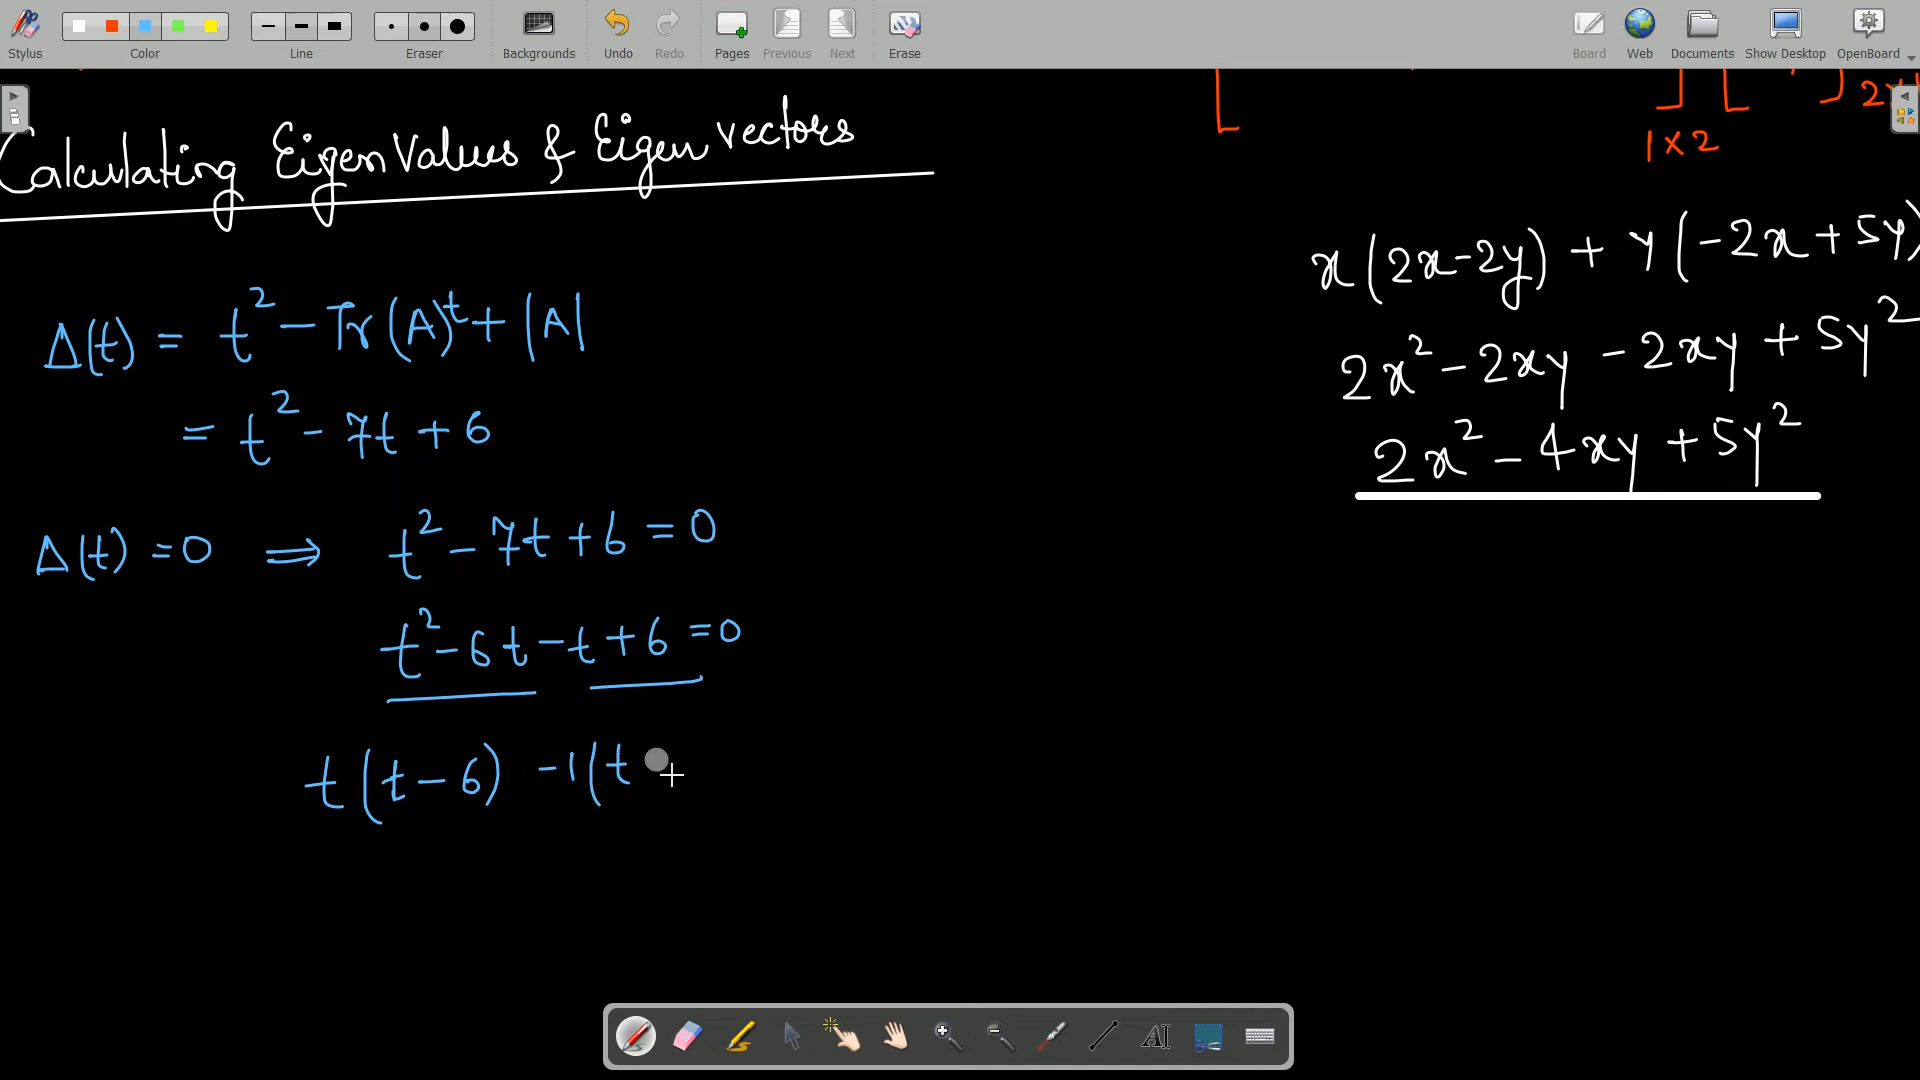 Stylus Color Line Eraser Backgrounds Undo Redo Pages Previous Next Erase Board Web Documents Show Desktop OpenBoard
1 x 2
Calculating Eigen Values & Eigen vectors
x(2x-2y) + y(-2x+5y)
Δ(t) = t² - Tr(A)t + |A|
2x² - 2xy - 2xy + 5y²
= t² - 7t + 6
2x² - 4xy + 5y²
Δ(t) = 0 ⟹ t² - 7t + 6 = 0
t² - 6t - t + 6 = 0
t(t - 6) -1(t
AI